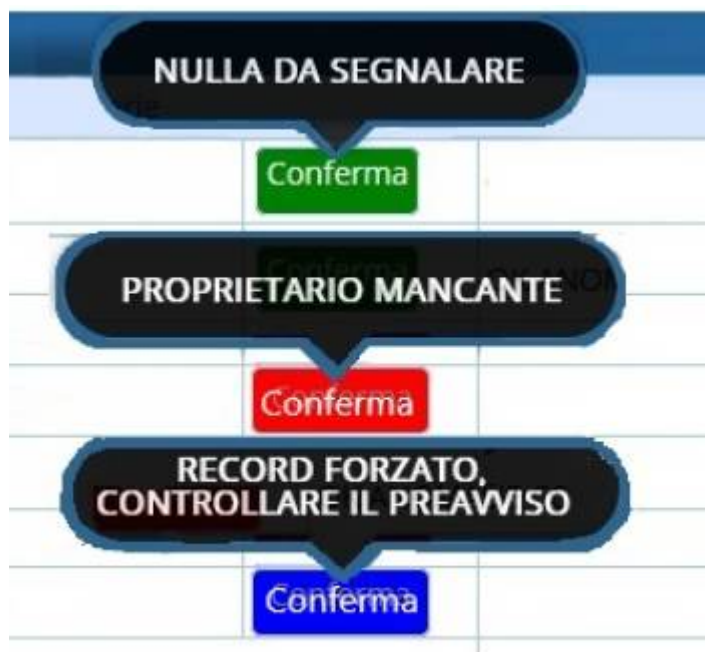 NULLA DA SEGNALARE
Conferma
PROPRIETARIO MANCANTE
Conferma
RECORD FORZATO,
CONTROLLARE IL PREAVVISO
Conferma